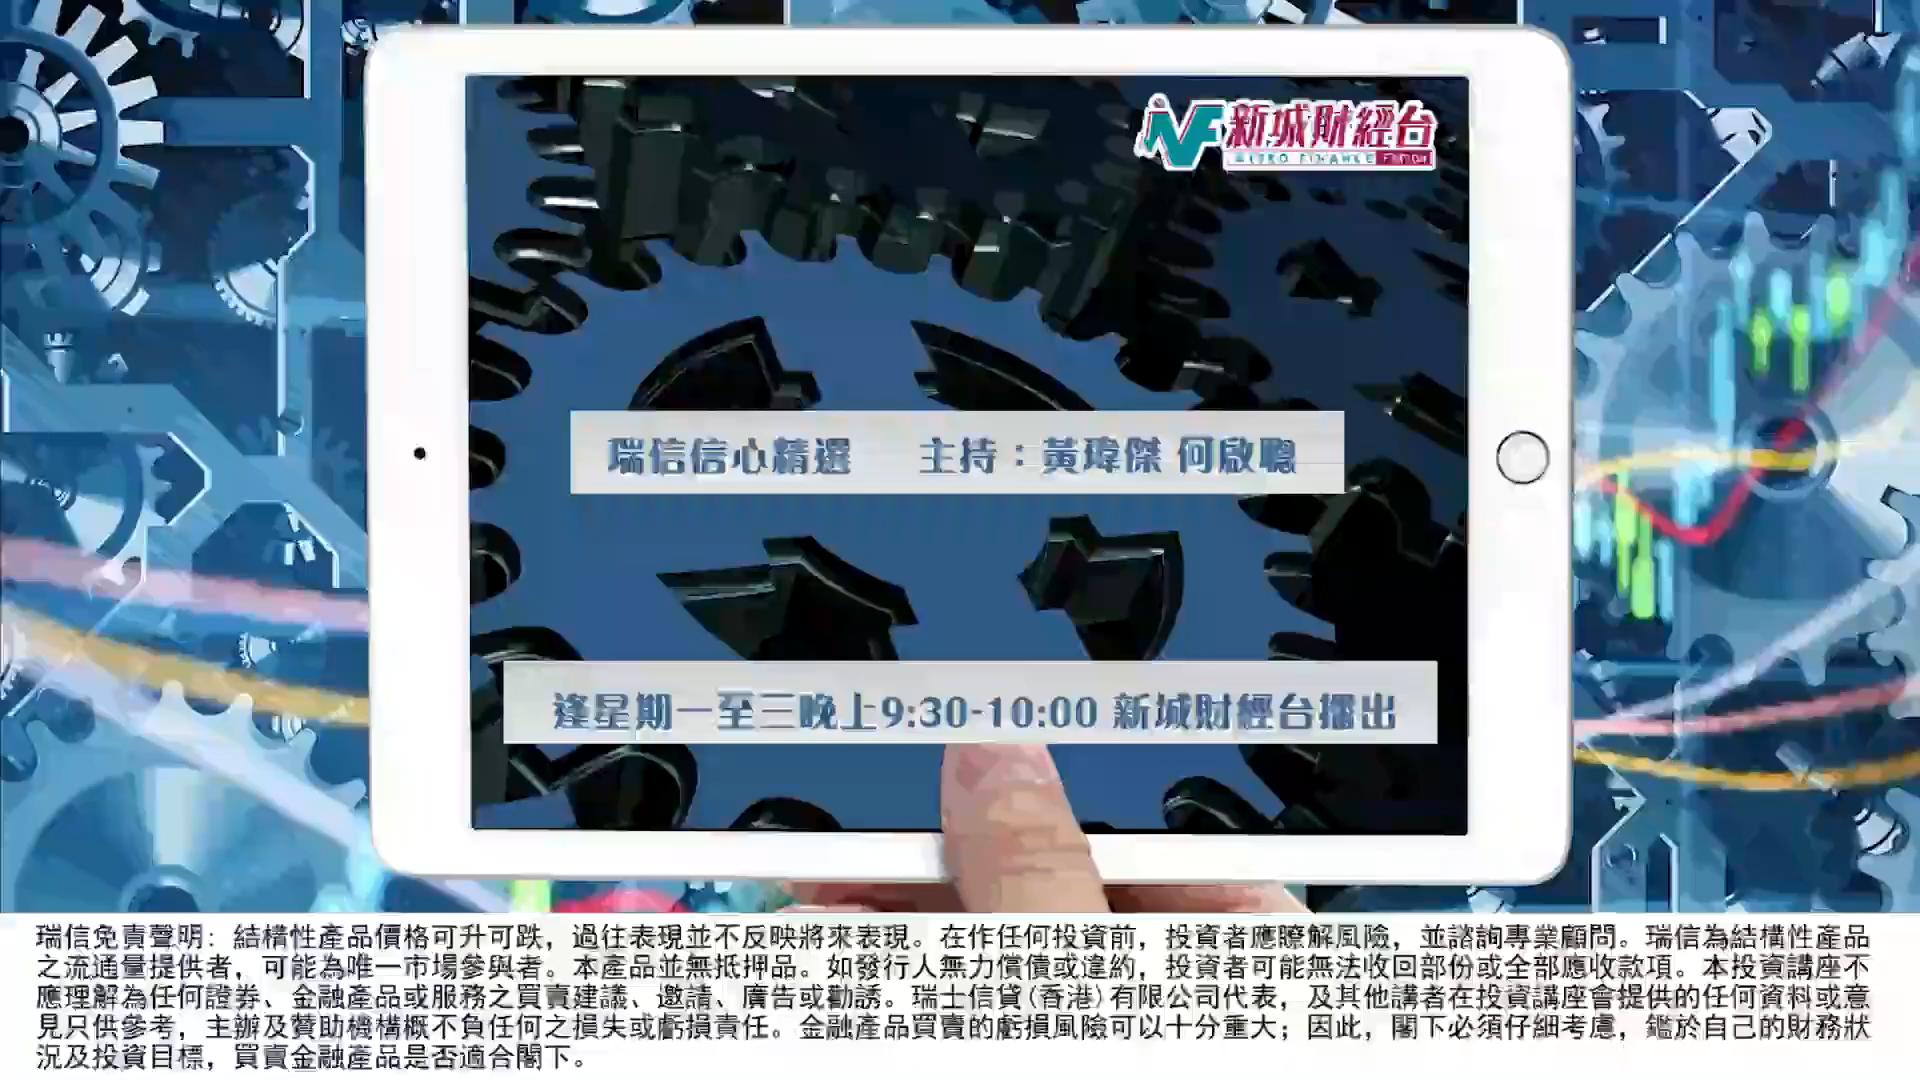 新城財經台
METRO FINANCE FM104
瑞信信心精選 主持：黃瑋傑 何啟聰
逢星期一至三晚上9:30-10:00 新城財經台播出
瑞信免責聲明: 結構性產品價格可升可跌，過往表現並不反映將來表現。在作任何投資前，投資者應瞭解風險，並諮詢專業顧問。瑞信為結構性產品
之流通量提供者，可能為唯一市場參與者。本產品並無抵押品。如發行人無力償債或違約，投資者可能無法收回部份或全部應收款項。本投資講座不
應理解為任何證券、金融產品或服務之買賣建議、邀請、廣告或勸誘。瑞士信貸(香港)有限公司代表，及其他講者在投資講座會提供的任何資料或意
見只供參考，主辦及贊助機構概不負任何之損失或虧損責任。金融產品買賣的虧損風險可以十分重大；因此，閣下必須仔細考慮，鑑於自己的財務狀
況及投資目標，買賣金融產品是否適合閣下。